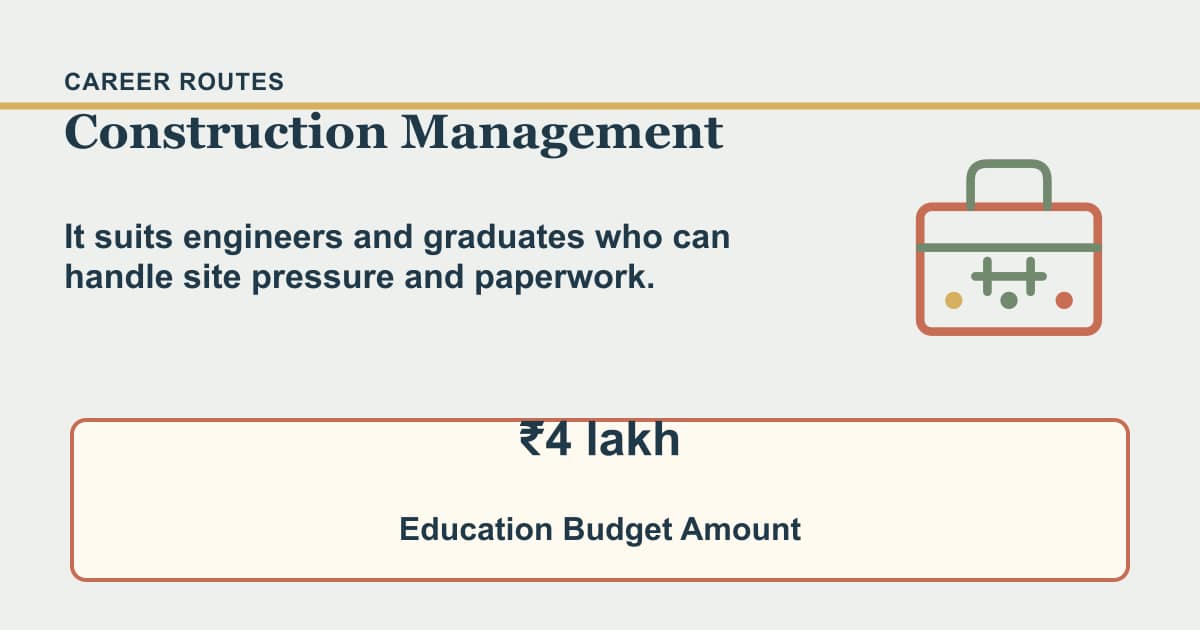 CAREER ROUTES
Construction Management
It suits engineers and graduates who can
handle site pressure and paperwork.
₹4 lakh
Education Budget Amount